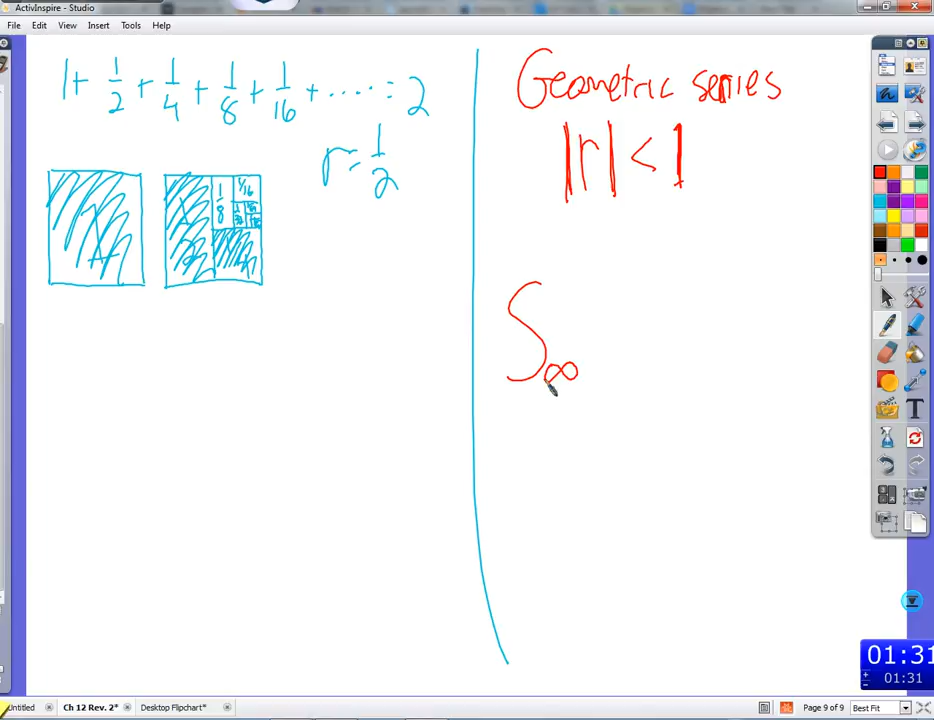 ActivInspire - Studio
File Edit View Insert Tools Help
1 + 1/2 + 1/4 + 1/8 + 1/16 + ..... = 2
r = 1/2
1/8 1/16
Geometric series
|r| < 1
S∞
T
01:31
01:31
Untitled Ch 12 Rev. 2* Desktop Flipchart* Page 9 of 9 Best Fit